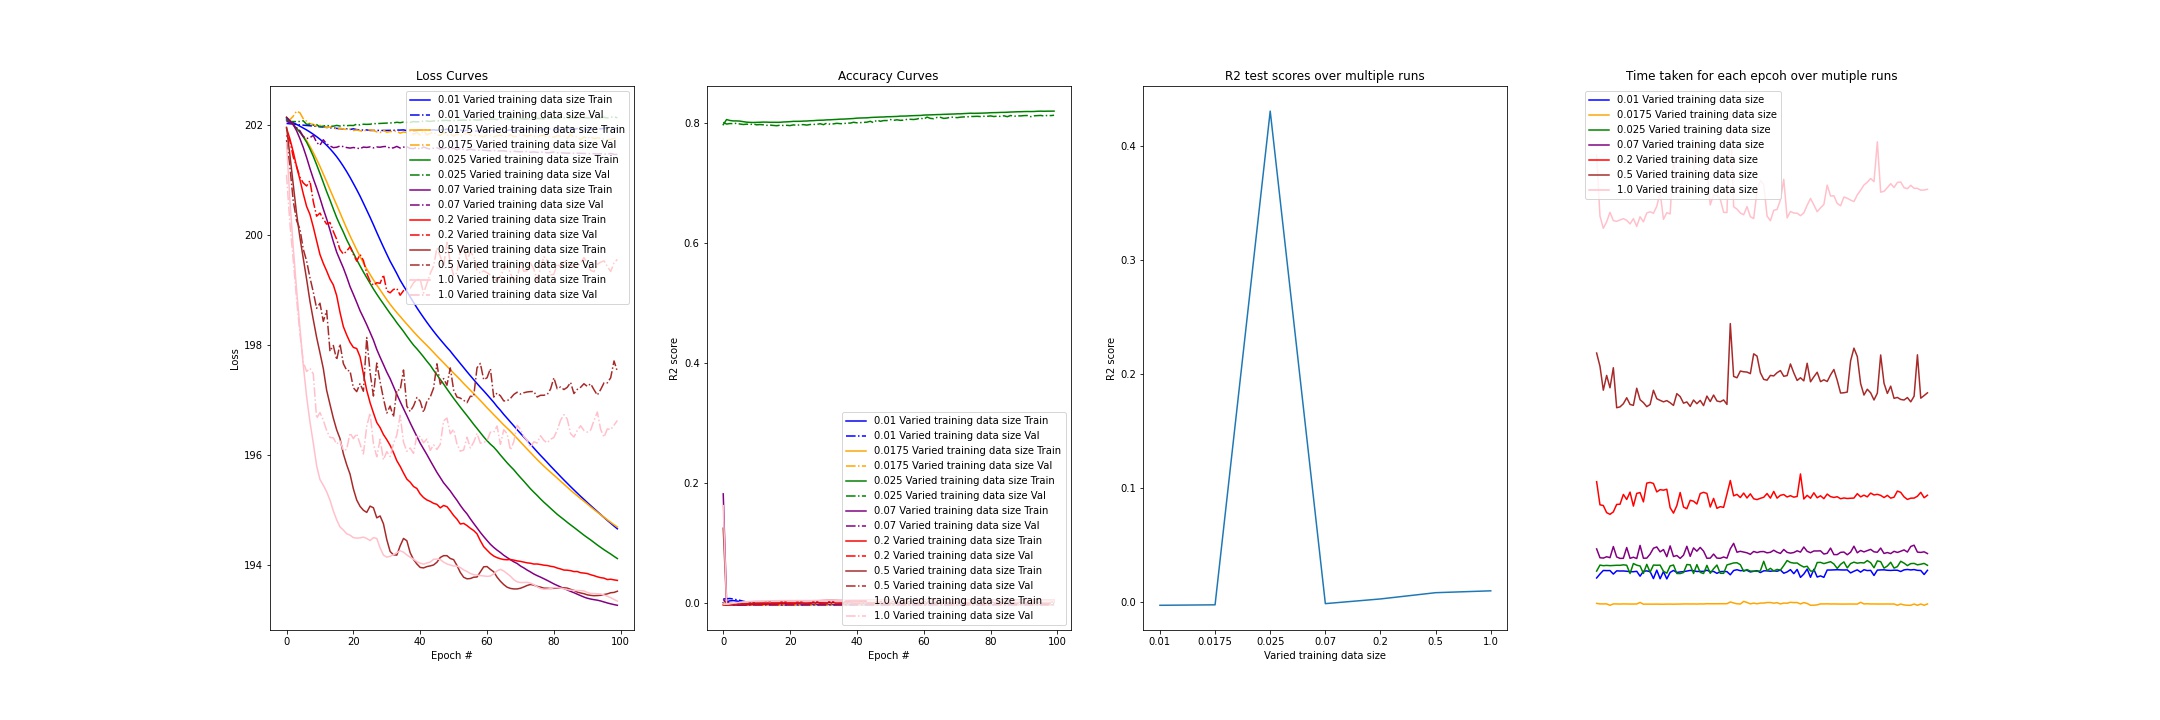 Loss Curves
202
200
198
196
194
Loss
0
20
40
60
80
100
Epoch #
0.01 Varied training data size Train
0.01 Varied training data size Val
0.0175 Varied training data size Train
0.0175 Varied training data size Val
0.025 Varied training data size Train
0.025 Varied training data size Val
0.07 Varied training data size Train
0.07 Varied training data size Val
0.2 Varied training data size Train
0.2 Varied training data size Val
0.5 Varied training data size Train
0.5 Varied training data size Val
1.0 Varied training data size Train
1.0 Varied training data size Val
Accuracy Curves
0.8
0.6
0.4
0.2
0.0
R2 score
0
20
40
60
80
100
Epoch #
0.01 Varied training data size Train
0.01 Varied training data size Val
0.0175 Varied training data size Train
0.0175 Varied training data size Val
0.025 Varied training data size Train
0.025 Varied training data size Val
0.07 Varied training data size Train
0.07 Varied training data size Val
0.2 Varied training data size Train
0.2 Varied training data size Val
0.5 Varied training data size Train
0.5 Varied training data size Val
1.0 Varied training data size Train
1.0 Varied training data size Val
R2 test scores over multiple runs
0.4
0.3
0.2
0.1
0.0
R2 score
0.01
0.0175
0.025
0.07
0.2
0.5
1.0
Varied training data size
Time taken for each epcoh over mutiple runs
0.01 Varied training data size
0.0175 Varied training data size
0.025 Varied training data size
0.07 Varied training data size
0.2 Varied training data size
0.5 Varied training data size
1.0 Varied training data size